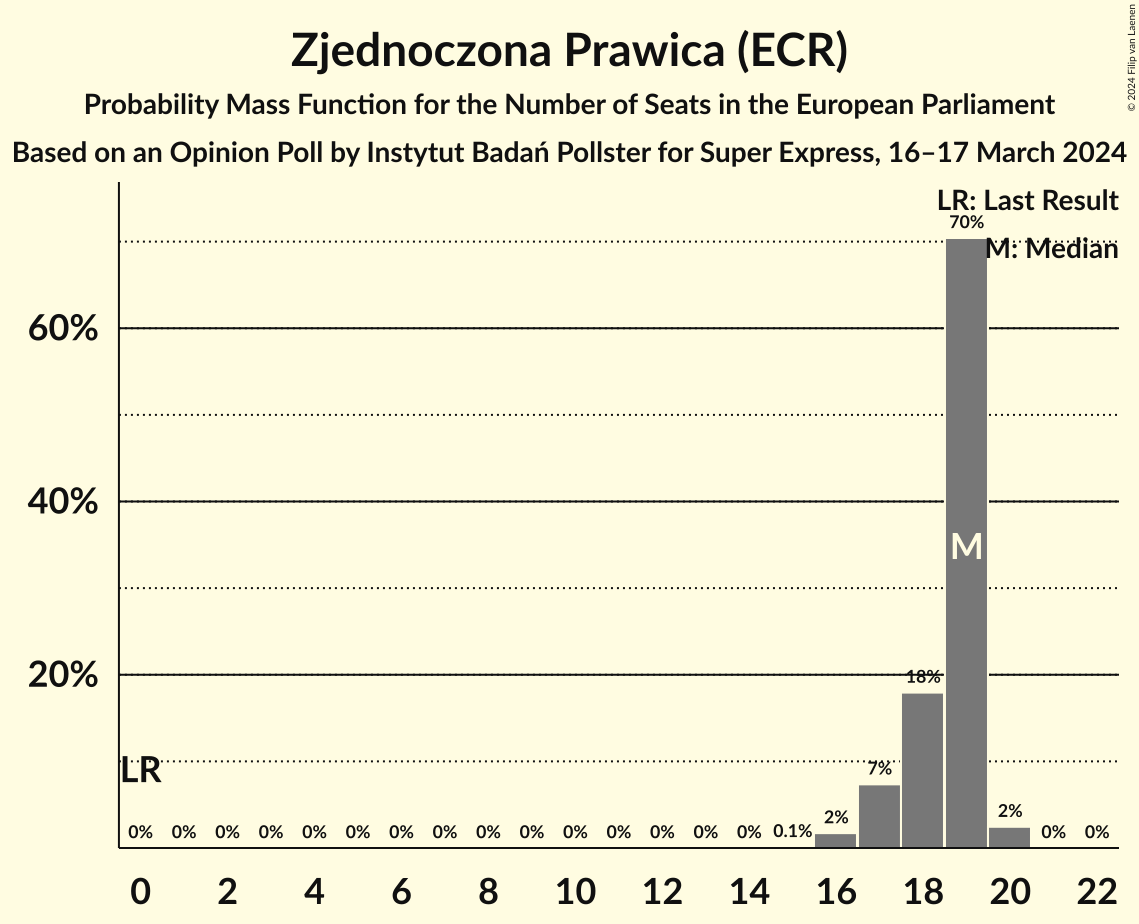 Zjednoczona Prawica (ECR)
Probability Mass Function for the Number of Seats in the European Parliament
Based on an Opinion Poll by Instytut Badań Pollster for Super Express, 16–17 March 2024
© 2024 Filip van Laenen
LR: Last Result
M: Median
70%
60%
40%
M
20%
18%
LR
7%
0% 0% 0% 0% 0% 0% 0% 0% 0% 0% 0% 0% 0% 0% 0% 0.1% 2% 2% 0% 0%
0 2 4 6 8 10 12 14 16 18 20 22